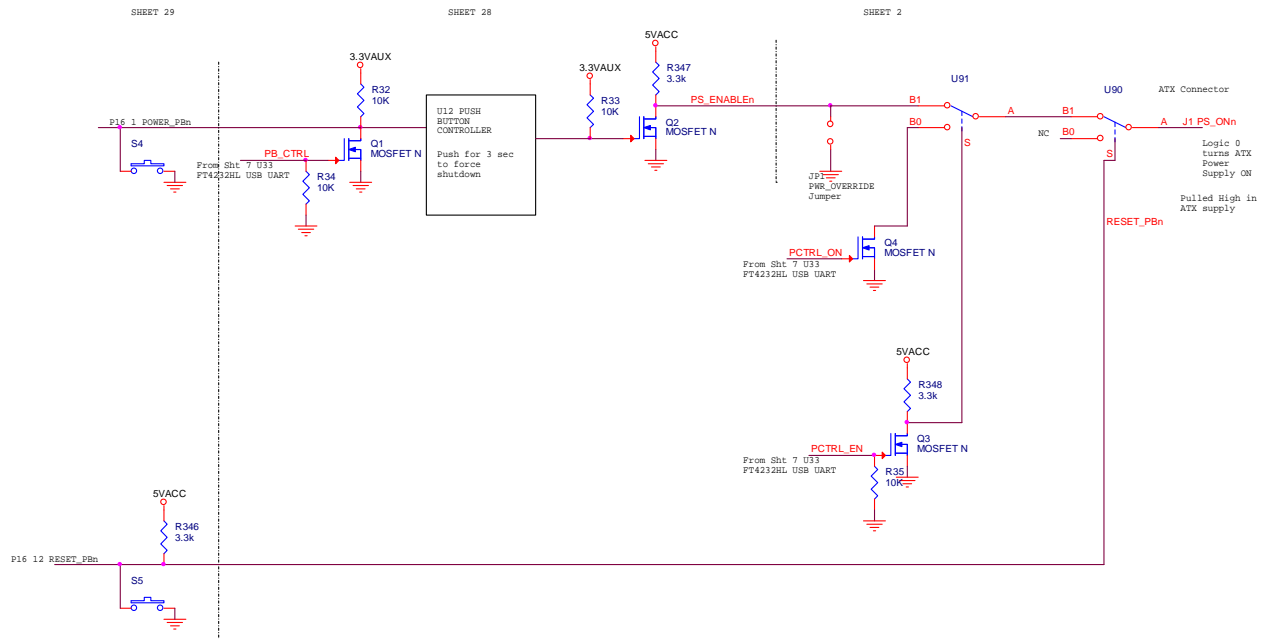 SHEET 29
SHEET 28
SHEET 2
5VACC
3.3VAUX
R32
10K
3.3VAUX
R33
10K
R347
3.3k
U91
U90
ATX Connector
P16 1 POWER_PBn
U12 PUSH
BUTTON
CONTROLLER
Push for 3 sec
to force
shutdown
PS_ENABLEn
B1
A
B1
A
J1 PS_ONn
B0
NC
B0
S
S
S4
PB_CTRL
From Sht 7 U33
FT4232HL USB UART
Q1
MOSFET N
R34
10K
Q2
MOSFET N
JP1
PWR_OVERRIDE
Jumper
Logic 0
turns ATX
Power
Supply ON
Pulled High in
ATX supply
RESET_PBn
PCTRL_ON
From Sht 7 U33
FT4232HL USB UART
Q4
MOSFET N
5VACC
R348
3.3k
PCTRL_EN
From Sht 7 U33
FT4232HL USB UART
Q3
MOSFET N
R35
10K
5VACC
R346
3.3k
P16 12 RESET_PBn
S5